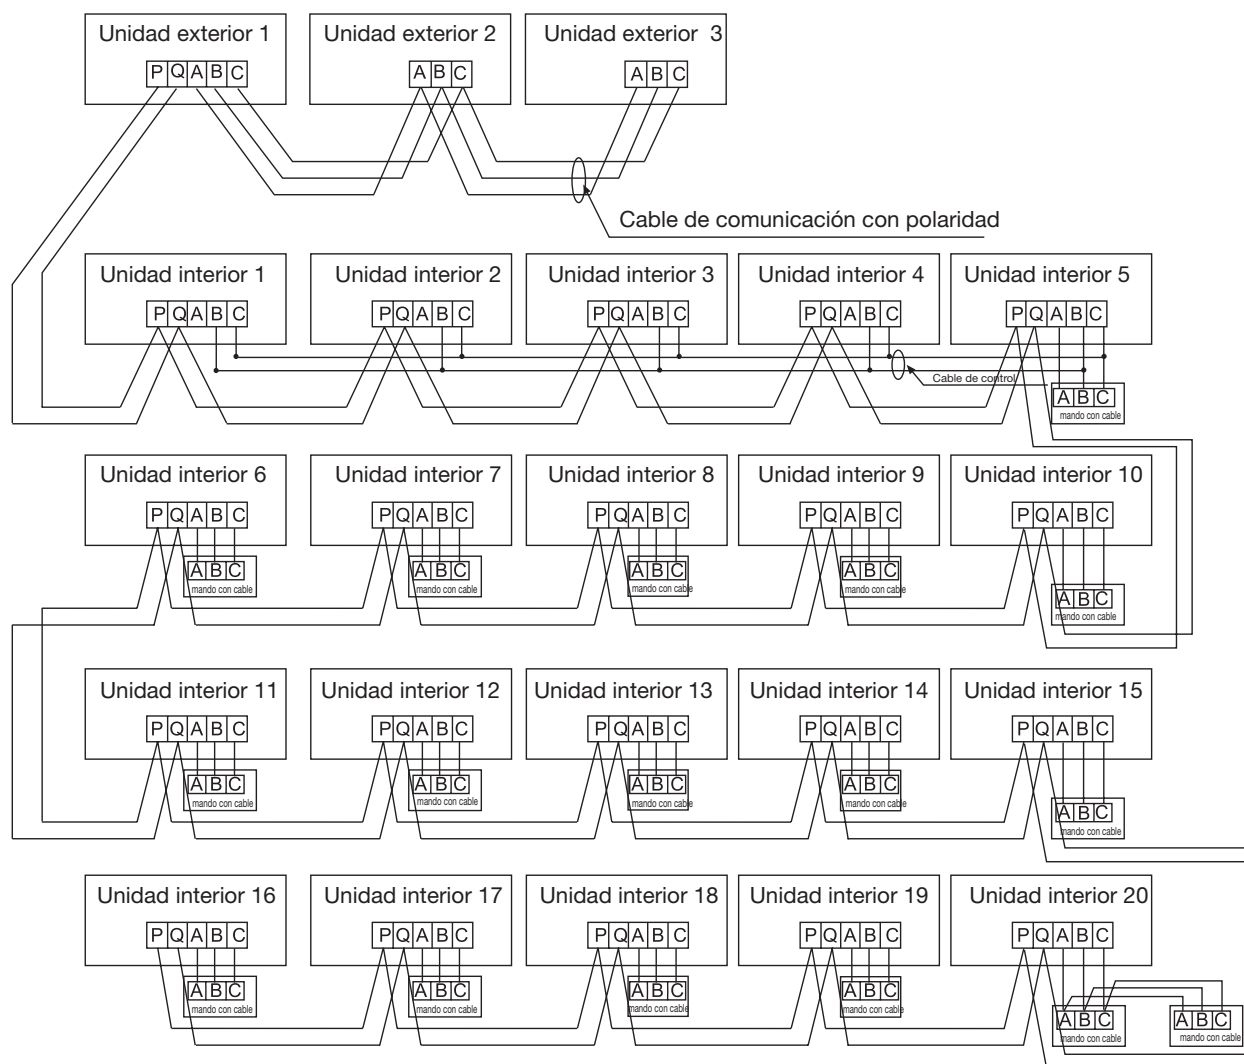 Unidad exterior 1 Unidad exterior 2 Unidad exterior 3
P Q A B C A B C A B C
Cable de comunicación con polaridad
Unidad interior 1 Unidad interior 2 Unidad interior 3 Unidad interior 4 Unidad interior 5
P Q A B C P Q A B C P Q A B C P Q A B C P Q A B C
Cable de control
A B C
mando con cable
Unidad interior 6 Unidad interior 7 Unidad interior 8 Unidad interior 9 Unidad interior 10
P Q A B C P Q A B C P Q A B C P Q A B C P Q A B C
A B C A B C A B C A B C A B C
mando con cable mando con cable mando con cable mando con cable mando con cable
Unidad interior 11 Unidad interior 12 Unidad interior 13 Unidad interior 14 Unidad interior 15
P Q A B C P Q A B C P Q A B C P Q A B C P Q A B C
A B C A B C A B C A B C A B C
mando con cable mando con cable mando con cable mando con cable mando con cable
Unidad interior 16 Unidad interior 17 Unidad interior 18 Unidad interior 19 Unidad interior 20
P Q A B C P Q A B C P Q A B C P Q A B C P Q A B C
A B C A B C A B C A B C A B C A B C
mando con cable mando con cable mando con cable mando con cable mando con cable mando con cable